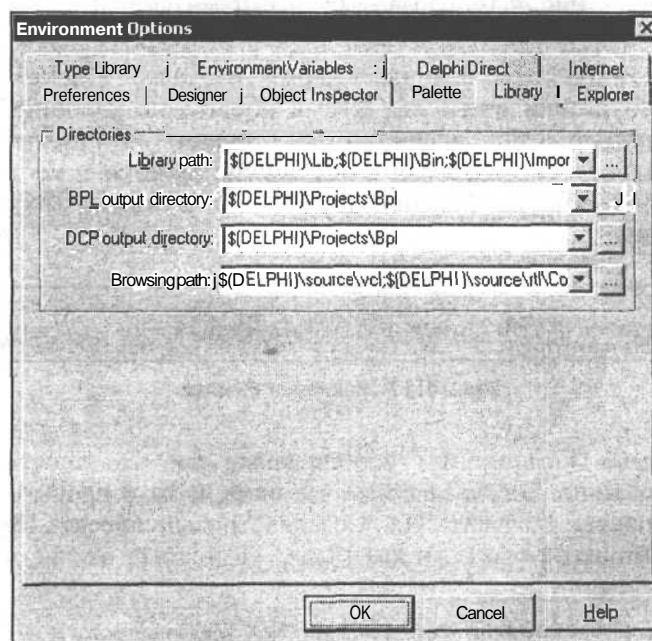 Environment Options
Type Library EnvironmentVariables Delphi Direct Internet
Preferences Designer Object Inspector Palette Library Explorer
Directories
Library path: $(DELPHI)\Lib;$(DELPHI)\Bin;$(DELPHI)\Impor ...
BPL output directory: $(DELPHI)\Projects\Bpl
DCP output directory: $(DELPHI)\Projects\Bpl ...
Browsing path: $(DELPHI)\source\vcl;$(DELPHI)\source\rtl\Co ...
OK Cancel Help